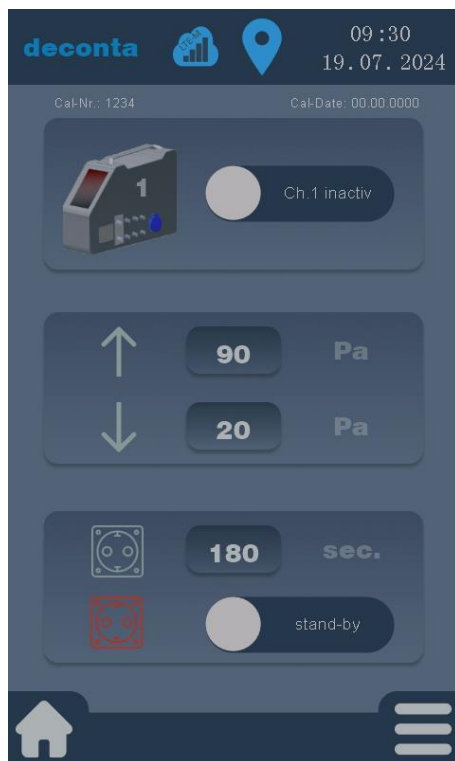 deconta
LTE-M
09:30
19.07.2024
Cal-Nr.: 1234
Cal-Date: 00.00.0000
1
Ch.1 inactiv
90
Pa
20
Pa
180
sec.
stand-by